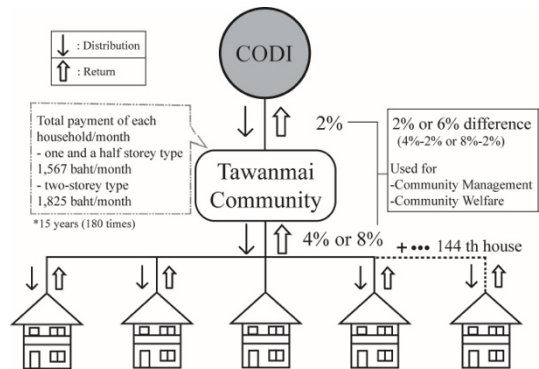 : Distribution
: Return
CODI
Total payment of each
household/month
- one and a half storey type
1,567 baht/month
- two-storey type
1,825 baht/month
*15 years (180 times)
2%
2% or 6% difference
(4%-2% or 8%-2%)
Used for
-Community Management
-Community Welfare
Tawanmai
Community
4% or 8%
+ ••• 144 th house